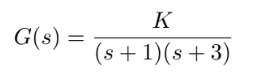 G(s) = K / ((s + 1)(s + 3))